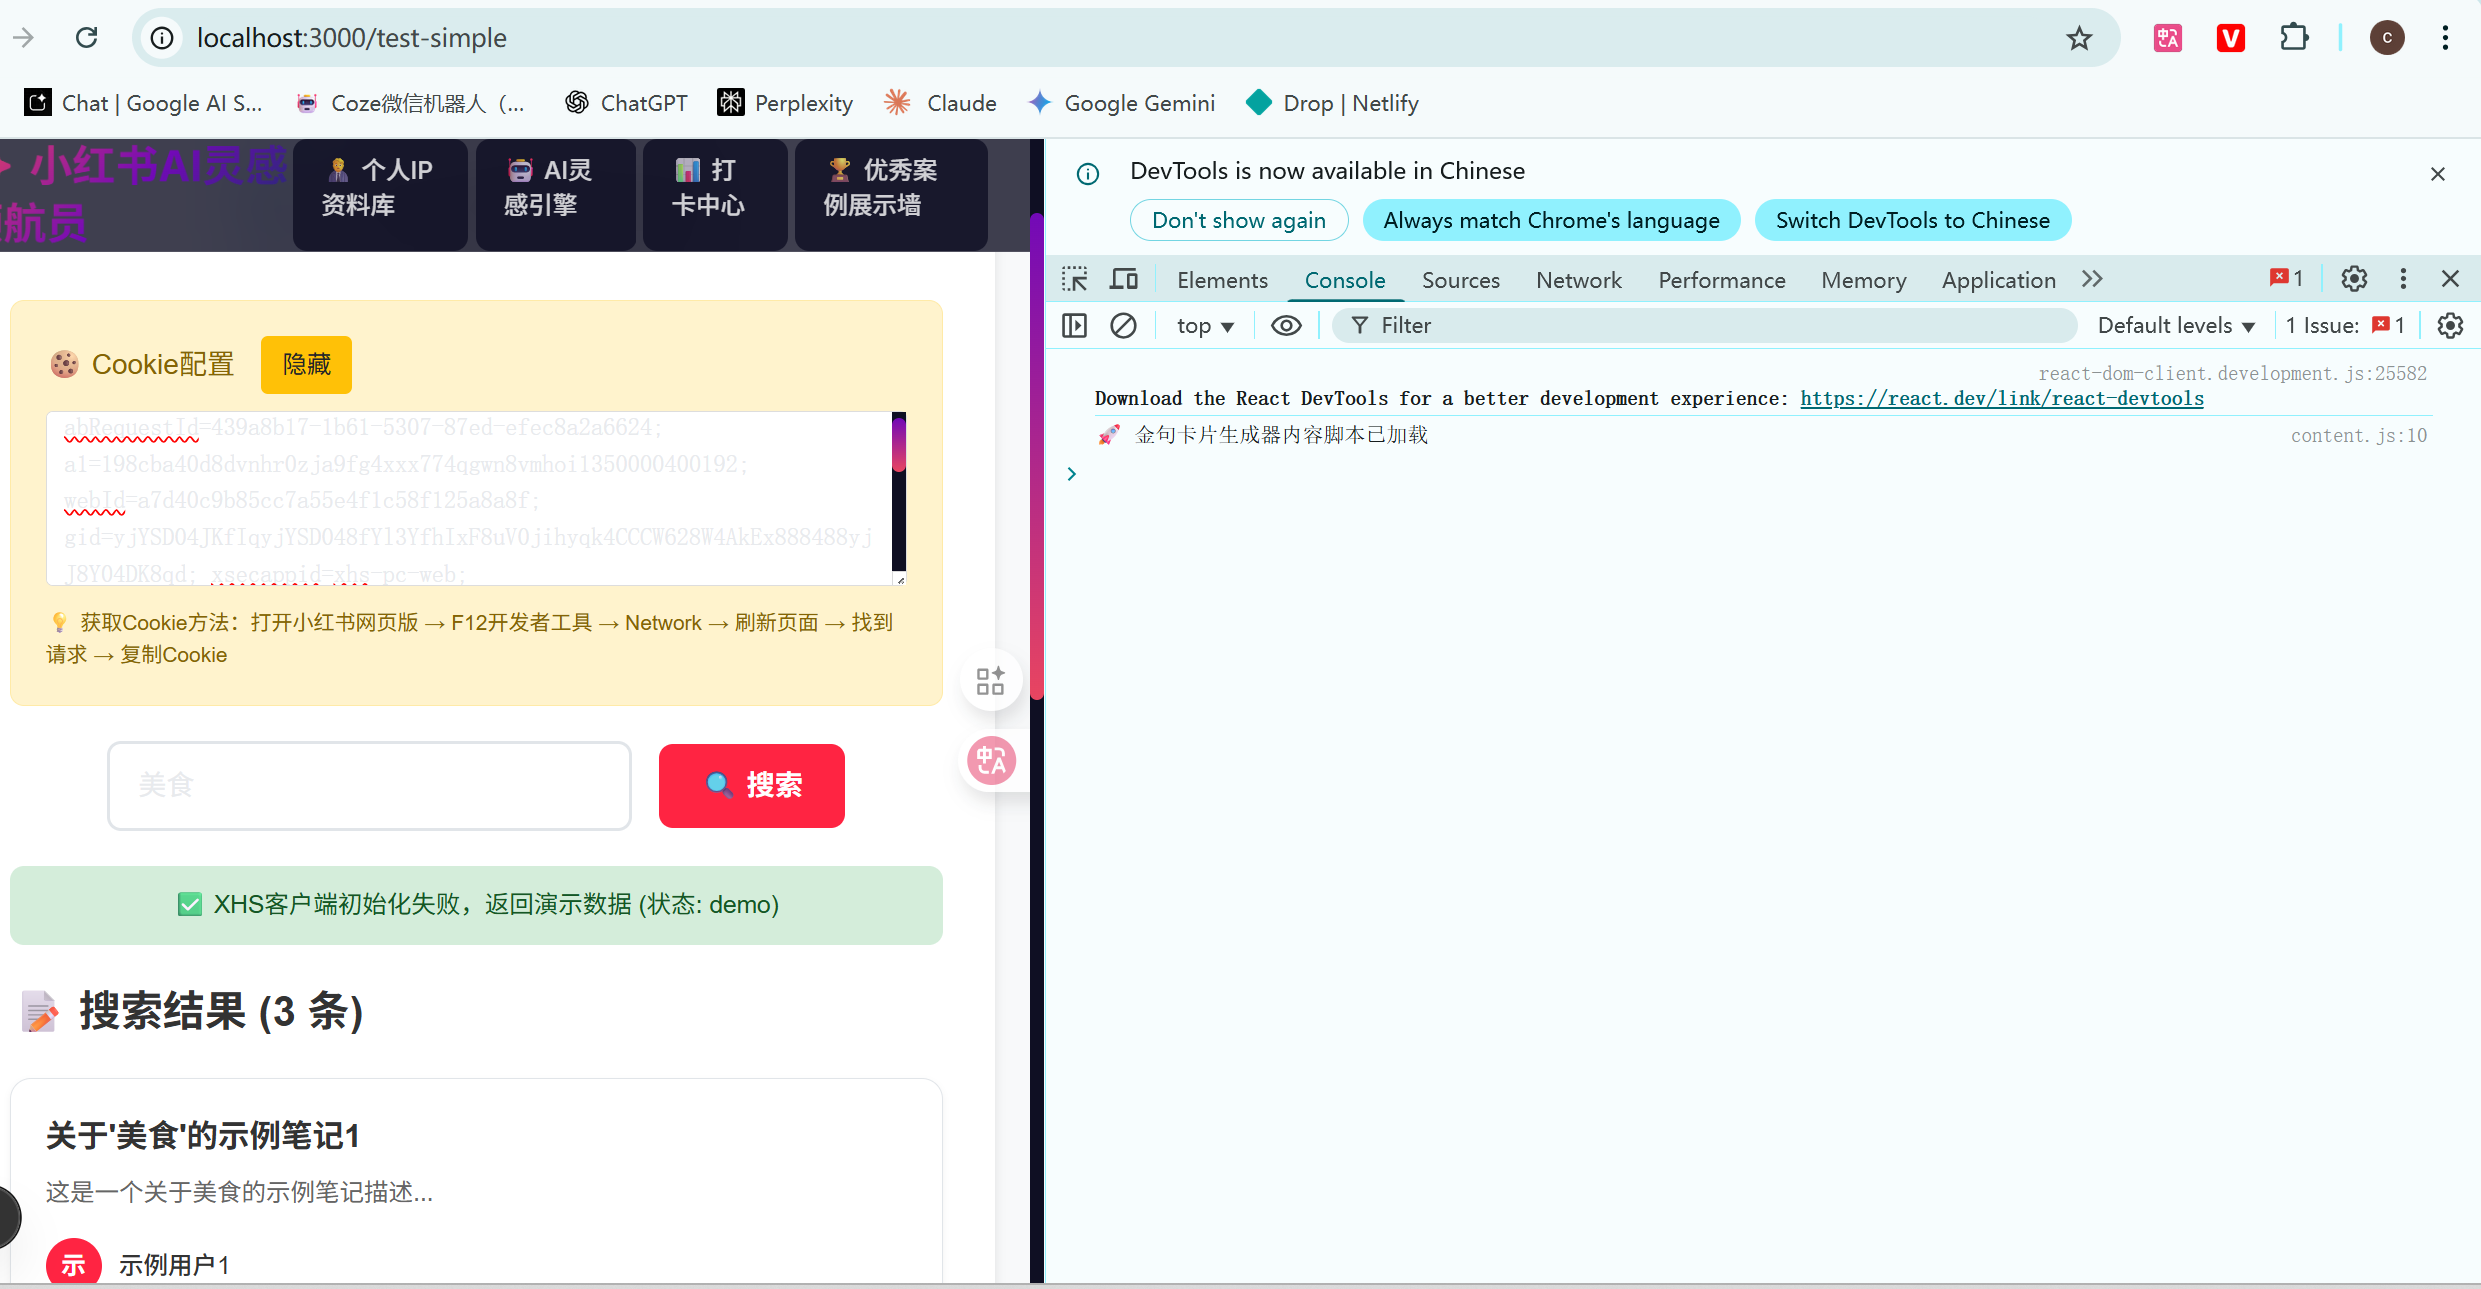 localhost:3000/test-simple
Chat | Google AI S...
Coze微信机器人（...
ChatGPT
Perplexity
Claude
Google Gemini
Drop | Netlify
小红书AI灵感
领航员
个人IP
资料库
AI灵
感引擎
打
卡中心
优秀案
例展示墙
Cookie配置
隐藏
abRequestId=439a8b17-1b61-5307-87ed-efec8a2a6624;
a1=198cba40d8dvnhr0zja9fg4xxx774qgwn8vmhoi1350000400192;
webId=a7d40c9b85cc7a55e4f1c58f125a8a8f;
gid=yjYSD04JKfIqyjYSD048fYl3YfhIxF8uV0jihyqk4CCCW628W4AkEx888488yj
J8Y04DK8qd; xsecappid=xhs-pc-web;
获取Cookie方法：打开小红书网页版 → F12开发者工具 → Network → 刷新页面 → 找到
请求 → 复制Cookie
美食
搜索
XHS客户端初始化失败，返回演示数据 (状态: demo)
搜索结果 (3 条)
关于'美食'的示例笔记1
这是一个关于美食的示例笔记描述...
示
示例用户1
DevTools is now available in Chinese
Don't show again
Always match Chrome's language
Switch DevTools to Chinese
Elements
Console
Sources
Network
Performance
Memory
Application
1
top
Filter
Default levels
1 Issue:
1
react-dom-client.development.js:25582
Download the React DevTools for a better development experience: https://react.dev/link/react-devtools
金句卡片生成器内容脚本已加载
content.js:10